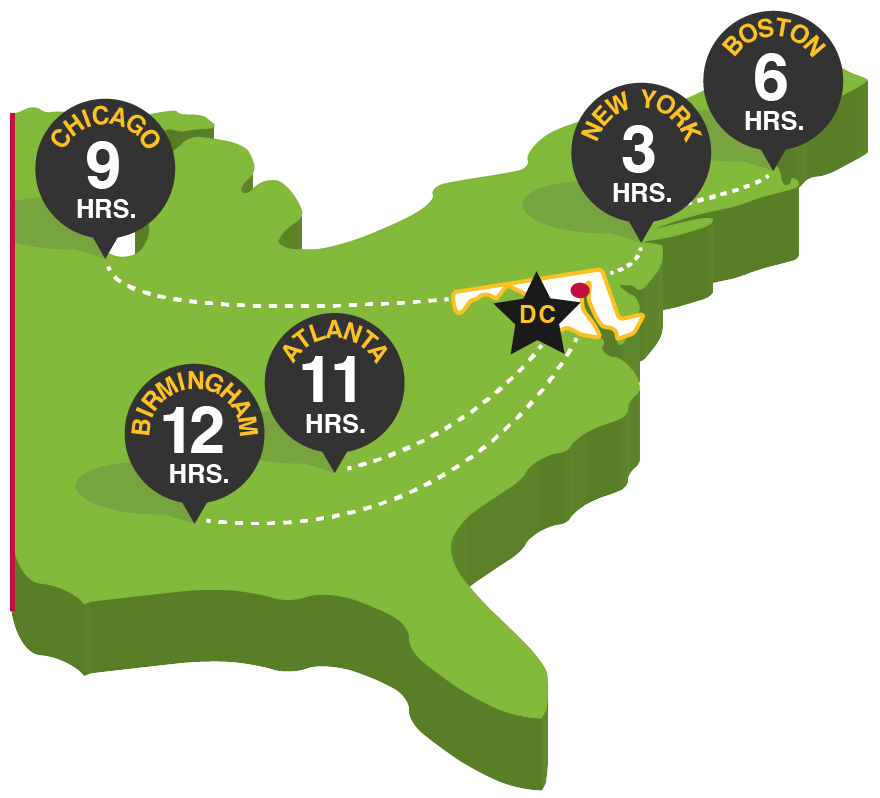 BOSTON
6
HRS.
NEW YORK
3
HRS.
CHICAGO
9
HRS.
DC
ATLANTA
11
HRS.
BIRMINGHAM
12
HRS.